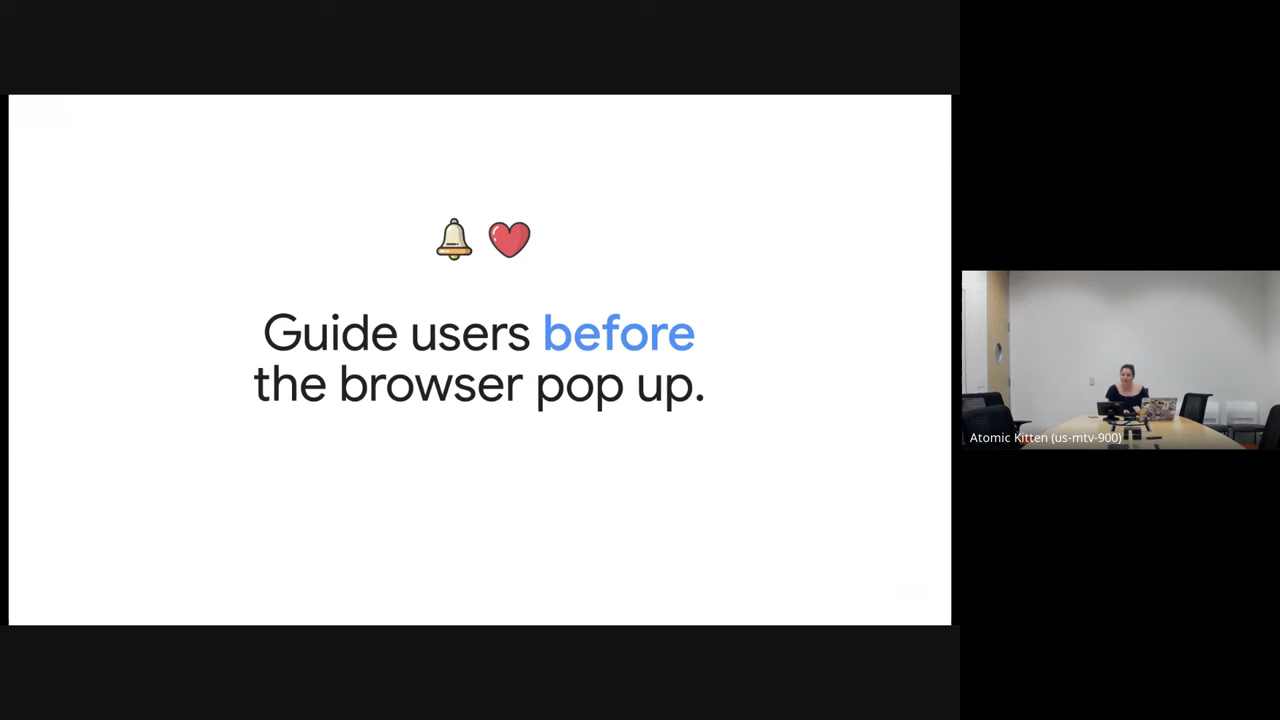 Guide users before
the browser pop up.
Atomic Kitten (us-mtv-900)